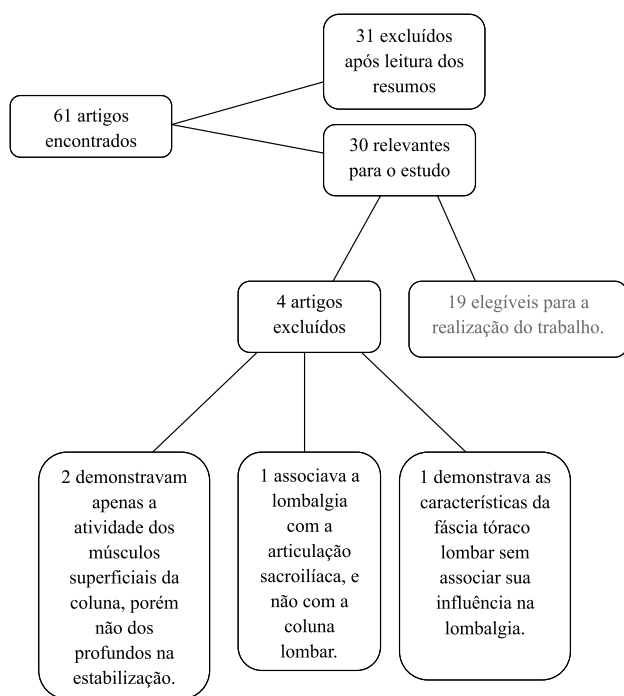 31 excluídos
após leitura dos
resumos
61 artigos
encontrados
30 relevantes
para o estudo
4 artigos
excluídos
19 elegíveis para a
realização do trabalho.
2 demonstravam
apenas a
atividade dos
músculos
superficiais da
coluna, porém
não dos
profundos na
estabilização.
1 associava a
lombalgia
com a
articulação
sacroilíaca, e
não com a
coluna
lombar.
1 demonstrava as
características da
fáscia tóraco
lombar sem
associar sua
influência na
lombalgia.